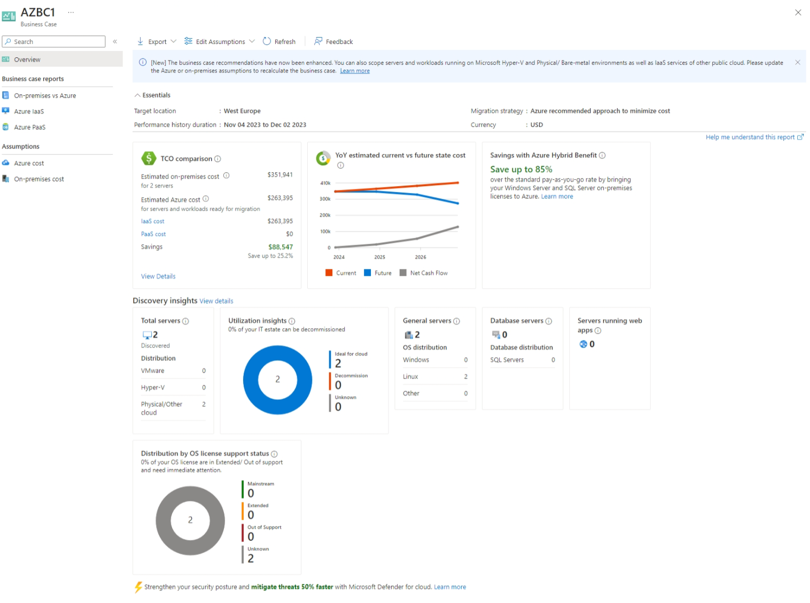 AZBC1 ...
Business Case
Search
Export
Edit Assumptions
Refresh
Feedback
Overview
Business case reports
On-premises vs Azure
Azure IaaS
Azure PaaS
Assumptions
Azure cost
On-premises cost
[New] The business case recommendations have now been enhanced. You can also scope servers and workloads running on Microsoft Hyper-V and Physical/ Bare-metal environments as well as IaaS services of other public cloud. Please update
the Azure or on-premises assumptions to recalculate the business case. Learn more
Essentials
Target location : West Europe
Migration strategy : Azure recommended approach to minimize cost
Performance history duration : Nov 04 2023 to Dec 02 2023
Currency : USD
Help me understand this report
TCO comparison
Estimated on-premises cost $351,941
for 2 servers
Estimated Azure cost $263,395
for servers and workloads ready for migration
IaaS cost $263,395
PaaS cost $0
Savings $88,547
Save up to 25.2%
View Details
YoY estimated current vs future state cost
400k
300k
200k
100k
0
2024 2025 2026
Current Future Net Cash Flow
Savings with Azure Hybrid Benefit
Save up to 85%
over the standard pay-as-you-go rate by bringing
your Windows Server and SQL Server on-premises
licenses to Azure. Learn more
Discovery insights View details
Total servers
2
Discovered
Distribution
VMware 0
Hyper-V 0
Physical/Other 2
cloud
Utilization insights
0% of your IT estate can be decommissioned
2
Ideal for cloud
2
Decommission
0
Unknown
0
General servers
2
OS distribution
Windows 0
Linux 2
Other 0
Database servers
0
Database distribution
SQL Servers 0
Servers running web
apps
0
Distribution by OS license support status
0% of your OS license are in Extended/ Out of support
and need immediate attention.
2
Mainstream
0
Extended
0
Out of Support
0
Unknown
2
Strengthen your security posture and mitigate threats 50% faster with Microsoft Defender for cloud. Learn more